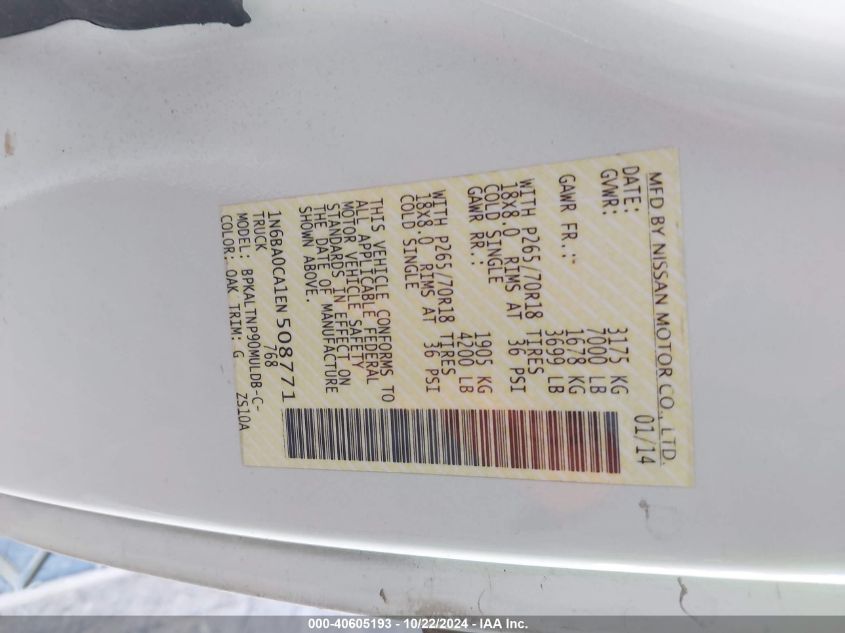 MFD BY NISSAN MOTOR CO., LTD.
DATE: 01/14
GVWR: 3175 KG
7000 LB
GAWR FR.: 1678 KG
3699 LB
WITH P265/70R18 TIRES
18X8.0 RIMS AT 36 PSI
COLD SINGLE
GAWR RR.: 1905 KG
4200 LB
WITH P265/70R18 TIRES
18X8.0 RIMS AT 36 PSI
COLD SINGLE
THIS VEHICLE CONFORMS TO
ALL APPLICABLE FEDERAL
MOTOR VEHICLE SAFETY
STANDARDS IN EFFECT ON
THE DATE OF MANUFACTURE
SHOWN ABOVE.
1N6BA0CA1EN508771
TRUCK 768
MODEL: BPKALTNP90MULDB-C-
COLOR: QAK TRIM: G ZS10A
000-40605193 - 10/22/2024 - IAA Inc.